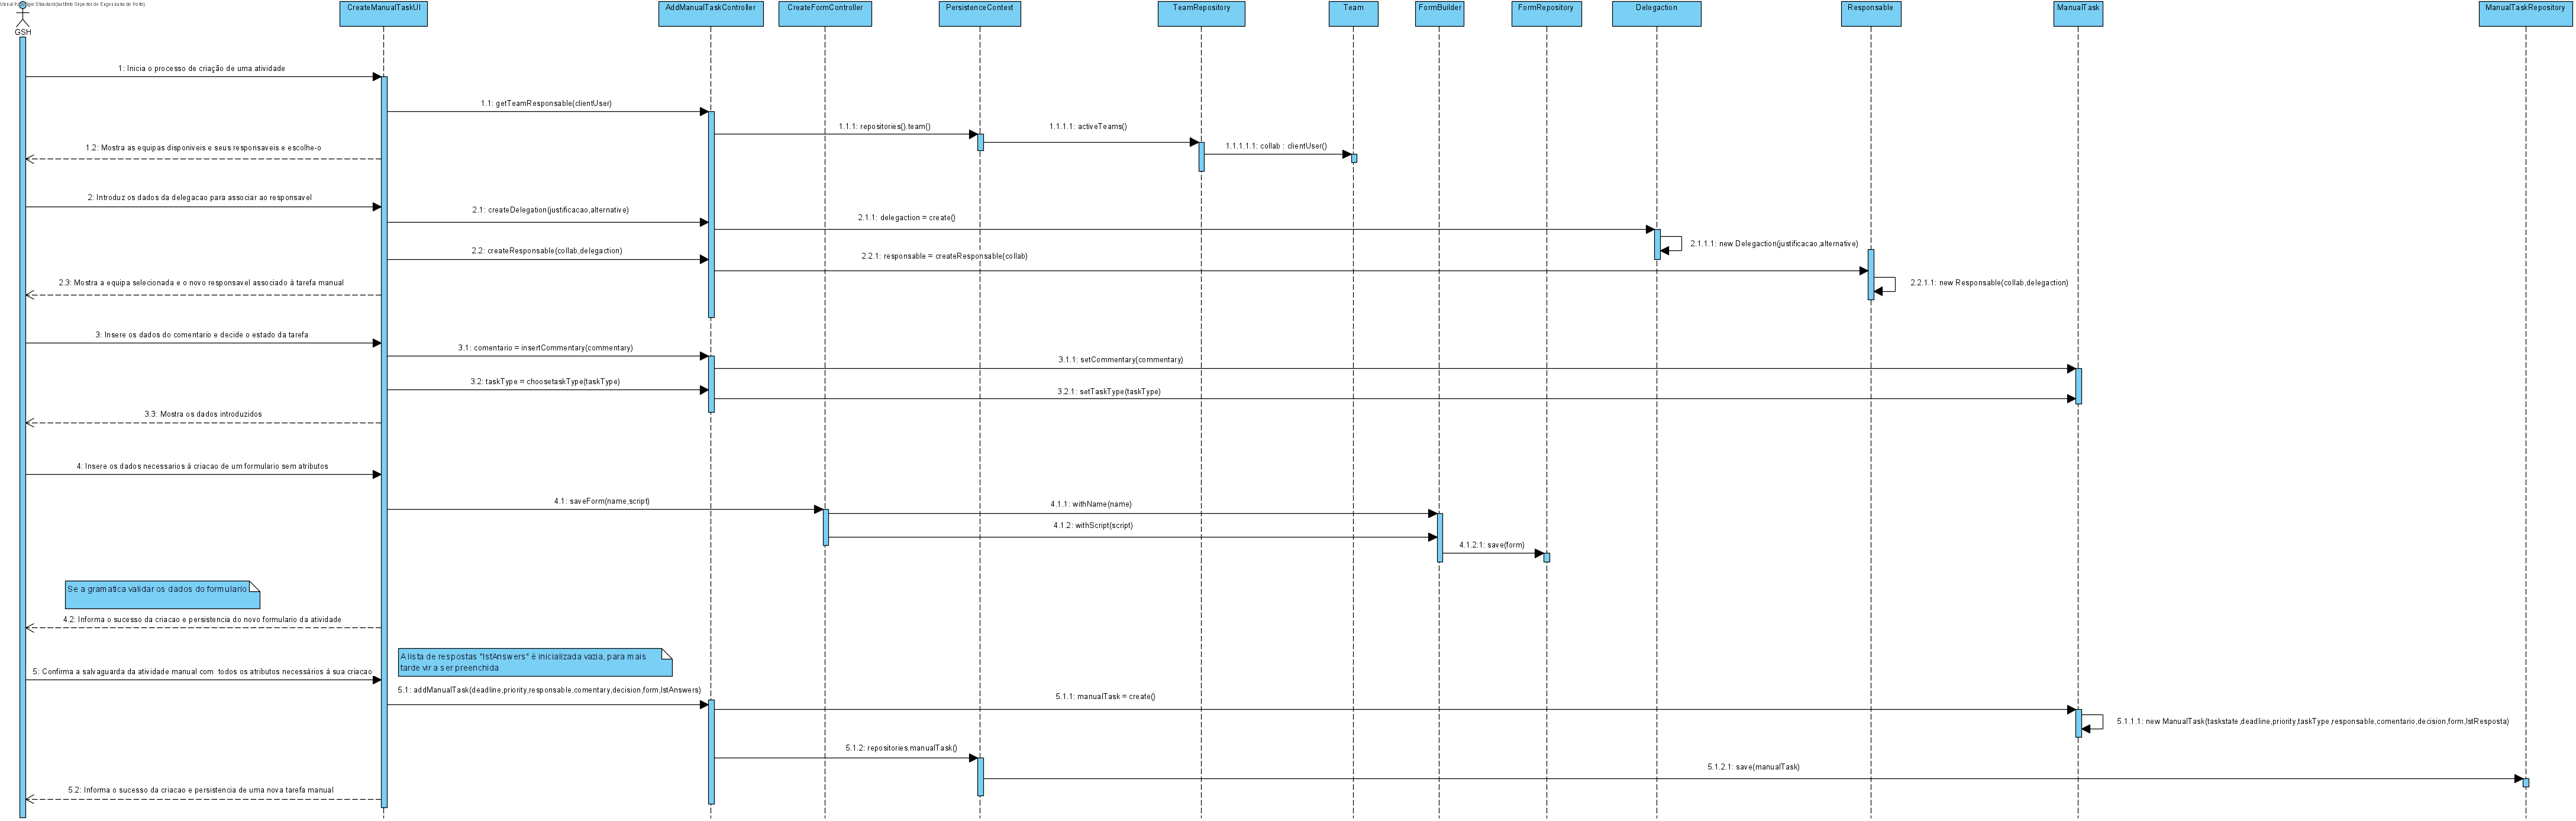 Visual Paradigm Standard(Instituto Superior de Engenharia do Porto)
GSH
CreateManualTaskUI
AddManualTaskController
CreateFormController
PersistenceContext
TeamRepository
Team
FormBuilder
FormRepository
Delegaction
Responsable
ManualTask
ManualTaskRepository
1: Inicia o processo de criação de uma atividade
1.1: getTeamResponsable(clientUser)
1.1.1: repositories().team()
1.1.1.1: activeTeams()
1.1.1.1.1: collab : clientUser()
1.2: Mostra as equipas disponiveis e seus responsaveis e escolhe-o
2: Introduz os dados da delegacao para associar ao responsavel
2.1: createDelegation(justificacao,alternative)
2.1.1: delegaction = create()
2.1.1.1: new Delegaction(justificacao,alternative)
2.2: createResponsable(collab,delegaction)
2.2.1: responsable = createResponsable(collab)
2.2.1.1: new Responsable(collab,delegaction)
2.3: Mostra a equipa selecionada e o novo responsavel associado à tarefa manual
3: Insere os dados do comentario e decide o estado da tarefa
3.1: comentario = insertCommentary(commentary)
3.1.1: setCommentary(commentary)
3.2: taskType = choosetaskType(taskType)
3.2.1: setTaskType(taskType)
3.3: Mostra os dados introduzidos
4: Insere os dados necessarios á criacao de um formulario sem atributos
4.1: saveForm(name,script)
4.1.1: withName(name)
4.1.2: withScript(script)
4.1.2.1: save(form)
Se a gramatica validar os dados do formulario
4.2: Informa o sucesso da criacao e persistencia do novo formulario da atividade
A lista de respostas "lstAnswers" é inicializada vazia, para mais
tarde vir a ser preenchida
5: Confirma a salvaguarda da atividade manual com todos os atributos necessários à sua criacao
5.1: addManualTask(deadline,priority,responsable,comentary,decision,form,lstAnswers)
5.1.1: manualTask = create()
5.1.1.1: new ManualTask(taskstate,deadline,priority,taskType,responsable,comentario,decision,form,lstResposta)
5.1.2: repositories.manualTask()
5.1.2.1: save(manualTask)
5.2: Informa o sucesso da criacao e persistencia de uma nova tarefa manual